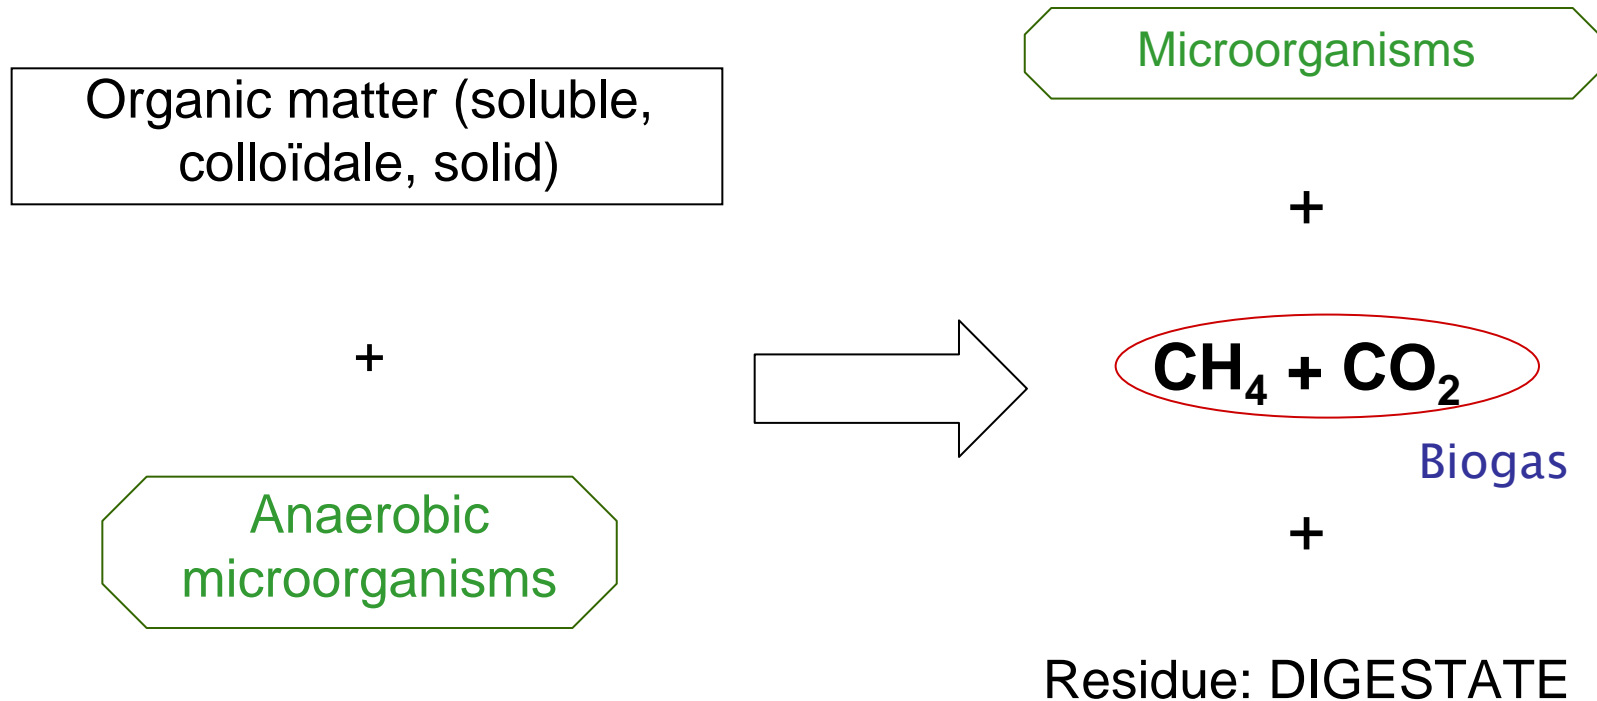 Organic matter (soluble,
colloïdale, solid)
+
Anaerobic
microorganisms
Microorganisms
+
CH₄ + CO₂
Biogas
+
Residue: DIGESTATE